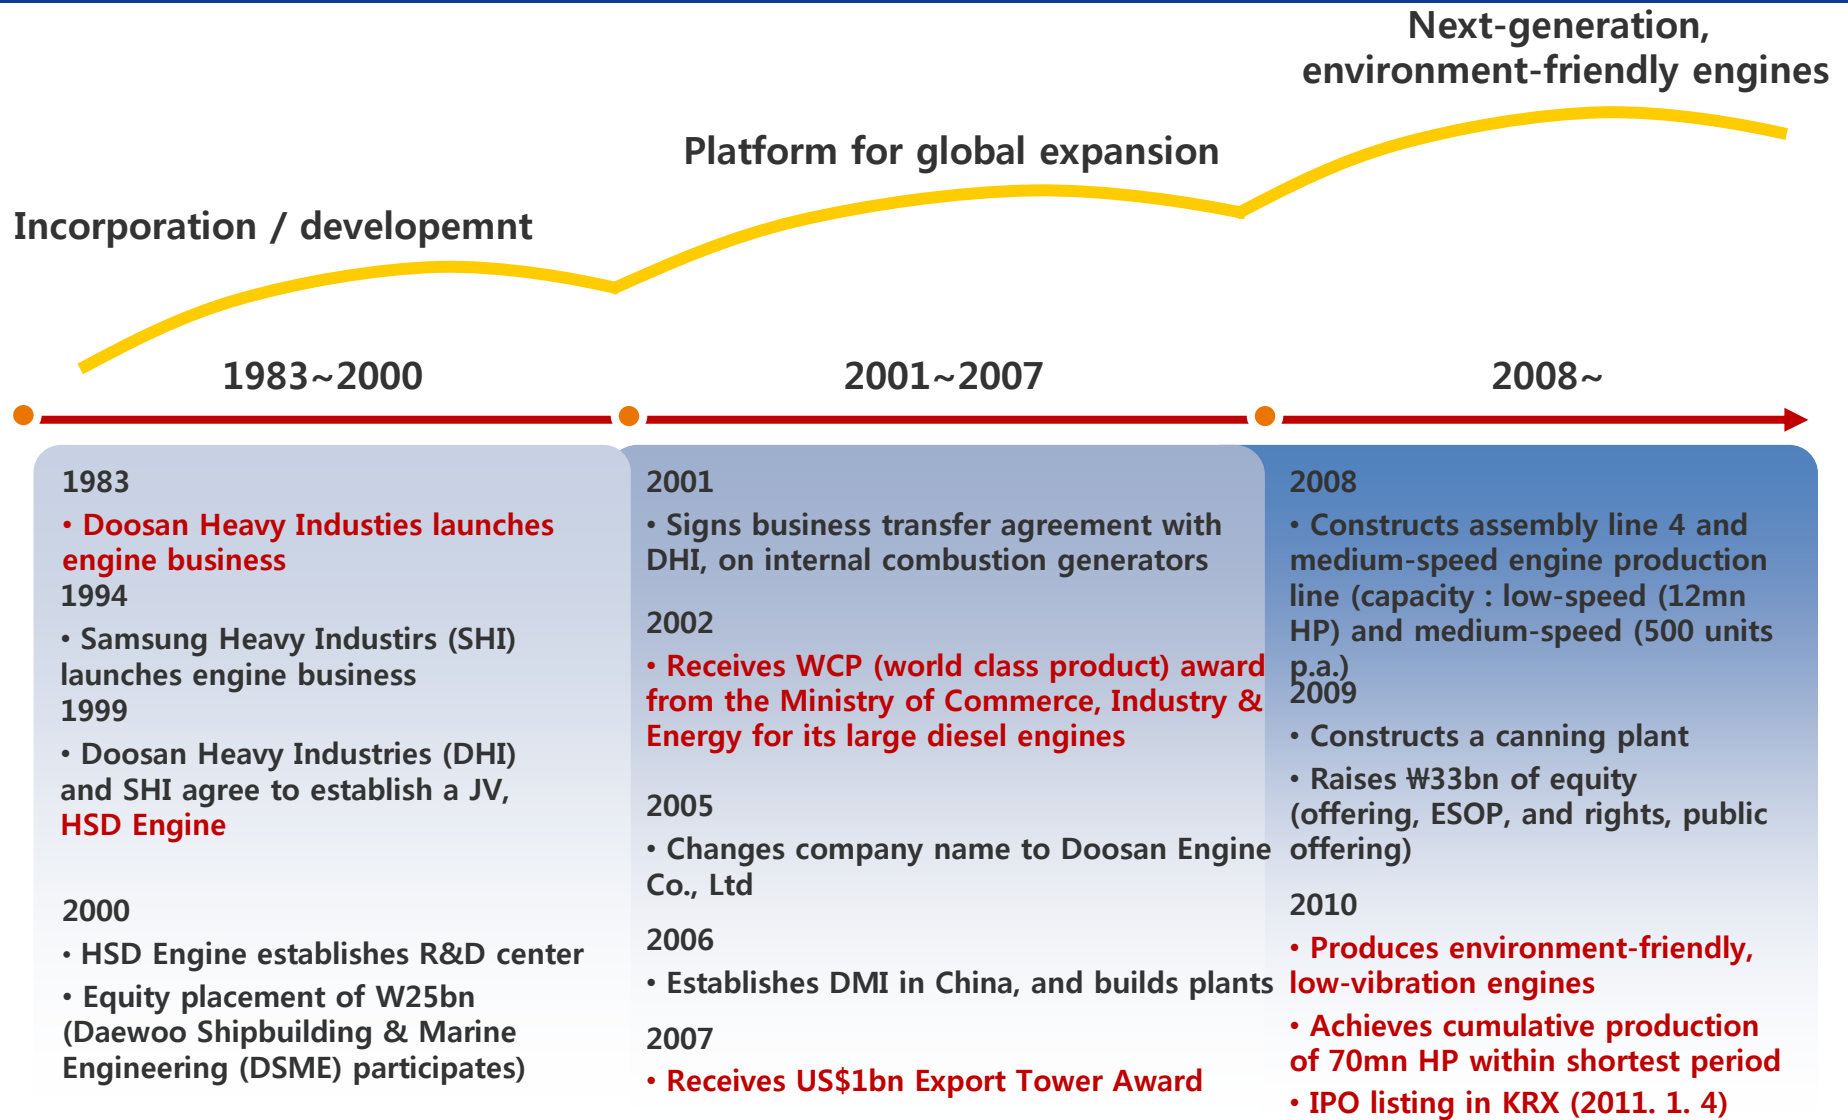 Next-generation,
environment-friendly engines
Platform for global expansion
Incorporation / developemnt
1983~2000
2001~2007
2008~
1983
• Doosan Heavy Industies launches
engine business
1994
• Samsung Heavy Industirs (SHI)
launches engine business
1999
• Doosan Heavy Industries (DHI)
and SHI agree to establish a JV,
HSD Engine
2000
• HSD Engine establishes R&D center
• Equity placement of W25bn
(Daewoo Shipbuilding & Marine
Engineering (DSME) participates)
2001
• Signs business transfer agreement with
DHI, on internal combustion generators
2002
• Receives WCP (world class product) award
from the Ministry of Commerce, Industry &
Energy for its large diesel engines
2005
• Changes company name to Doosan Engine
Co., Ltd
2006
• Establishes DMI in China, and builds plants
2007
• Receives US$1bn Export Tower Award
2008
• Constructs assembly line 4 and
medium-speed engine production
line (capacity : low-speed (12mn
HP) and medium-speed (500 units
p.a.)
2009
• Constructs a canning plant
• Raises ₩33bn of equity
(offering, ESOP, and rights, public
offering)
2010
• Produces environment-friendly,
low-vibration engines
• Achieves cumulative production
of 70mn HP within shortest period
• IPO listing in KRX (2011. 1. 4)